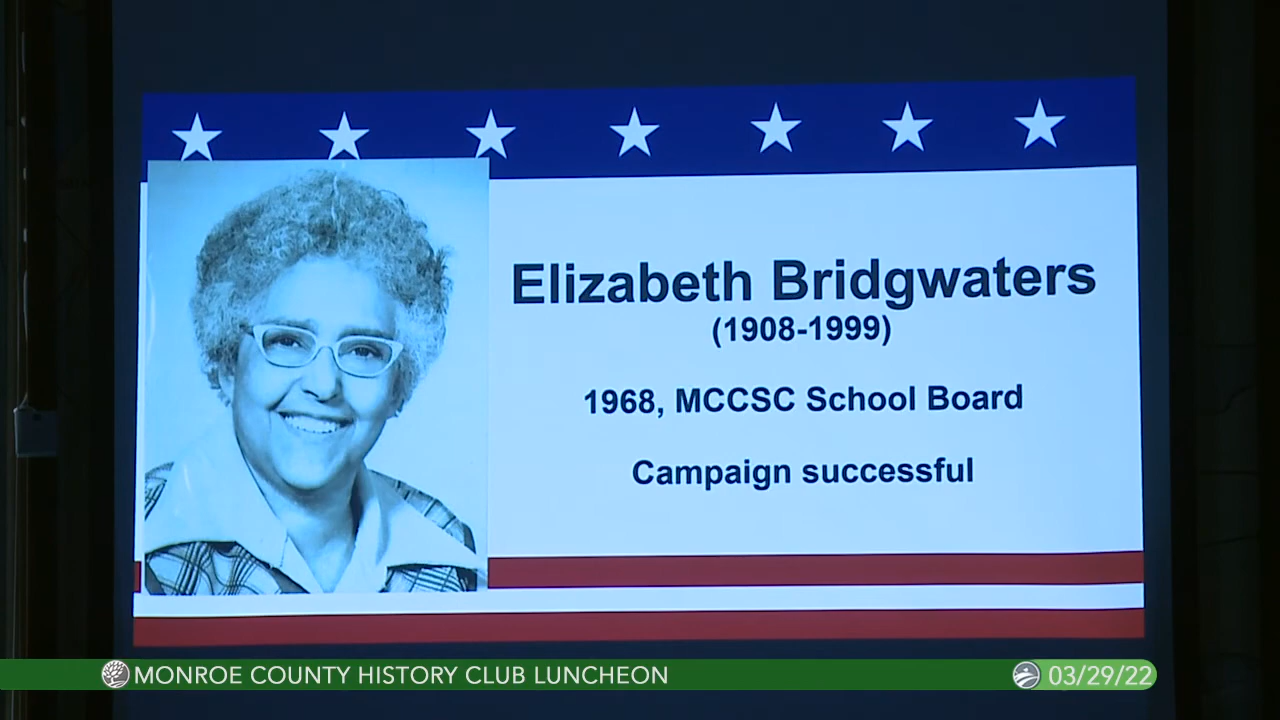 Elizabeth Bridgwaters
(1908-1999)
1968, MCCSC School Board
Campaign successful
MONROE COUNTY HISTORY CLUB LUNCHEON
03/29/22